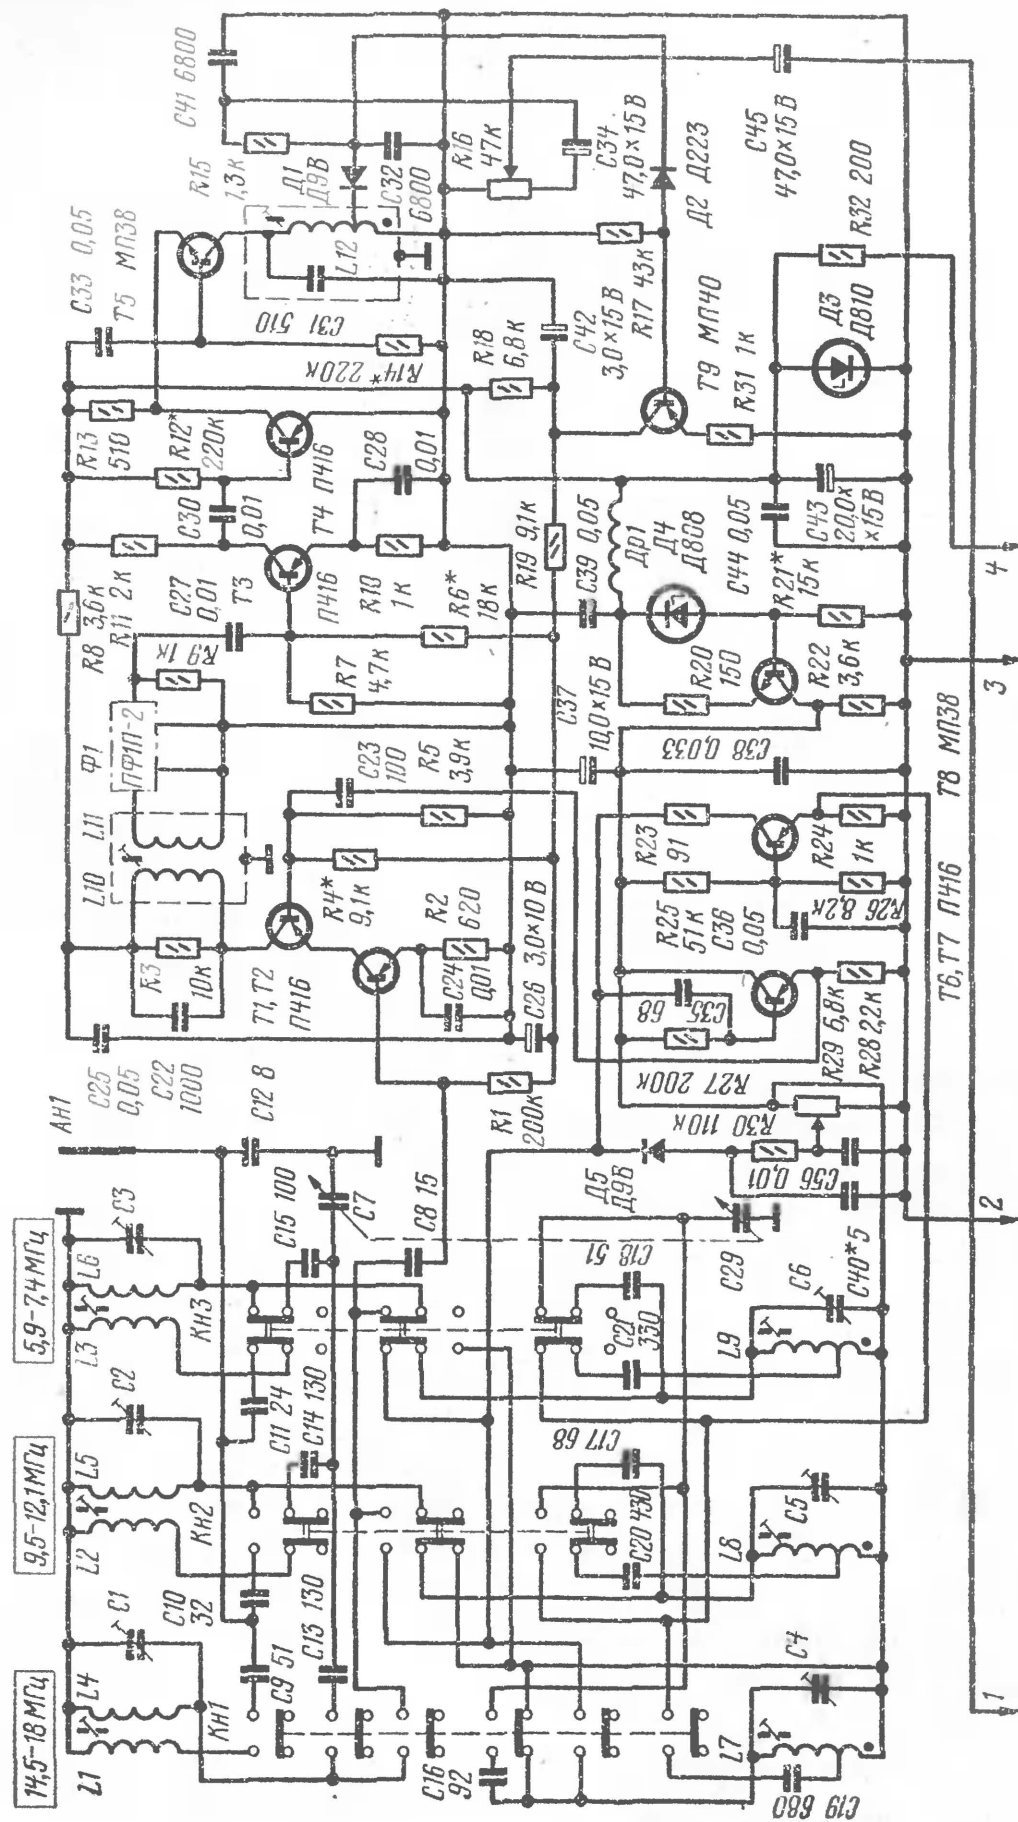 14,5-18 МГц
9,5-12,1 МГц
5,9-7,4 МГц
АН1
L1
L4
C1
L2
L5
C2
L3
L6
C3
КН1
КН2
КН3
C10
32
C9 51
C13 130
C11 24
C14 130
C15 100
C12 8
C7
C8 15
C16
92
C17 68
C20 430
C18 51
C21
330
C29
L7
C4
C19 680
L8
C5
L9
C6
C40* 5
C25
0,05
C22
1000
R3
10к
L10
L11
Ф1
ПФ1П-2
R8 3,6к
R9 1к
R11 2к
C27
0,01
T3
П416
T1, T2
П416
R4*
9,1к
R2
620
C24
0,01
C26 3,0×10 В
R1
200к
C23
100
R5
3,9к
R7
4,7к
R6*
18к
R10
1к
C30
0,01
T4 П416
C28
0,01
R13
510
R12*
220к
C33 0,05
T5 МП38
R14* 220к
C31 510
L12
R15
1,3к
Д1
Д9В
C32
6800
C41 6800
R16
47к
C34
47,0×15 В
R18
6,8к
C42
3,0×15 В
R17 43к
Д2 Д223
C45
47,0×15 В
R19 9,1к
T9 МП40
R31 1к
Д3
Д810
R32 200
C39 0,05
Др1
Д4
Д808
C44 0,05
C43
20,0×
×15 В
R21*
15к
R20
150
R22
3,6к
C37
10,0×15 В
C38 0,033
T8 МП38
R23
91
R24
1к
R25
51к
C36
0,05
R26 8,2к
T6, T7 П416
C35
68
R27 200к
R29 6,8к
R28 2,2к
R30 110к
Д5
Д9В
C56 0,01
1
2
3
4